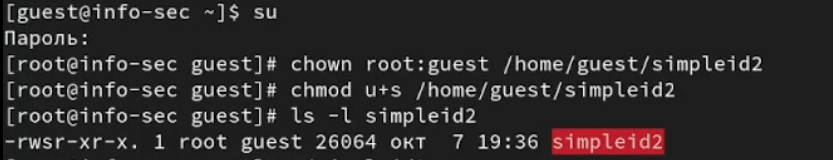 [guest@info-sec ~]$ su
Пароль:
[root@info-sec guest]# chown root:guest /home/guest/simpleid2
[root@info-sec guest]# chmod u+s /home/guest/simpleid2
[root@info-sec guest]# ls -l simpleid2
-rwsr-xr-x. 1 root guest 26064 окт  7 19:36 simpleid2